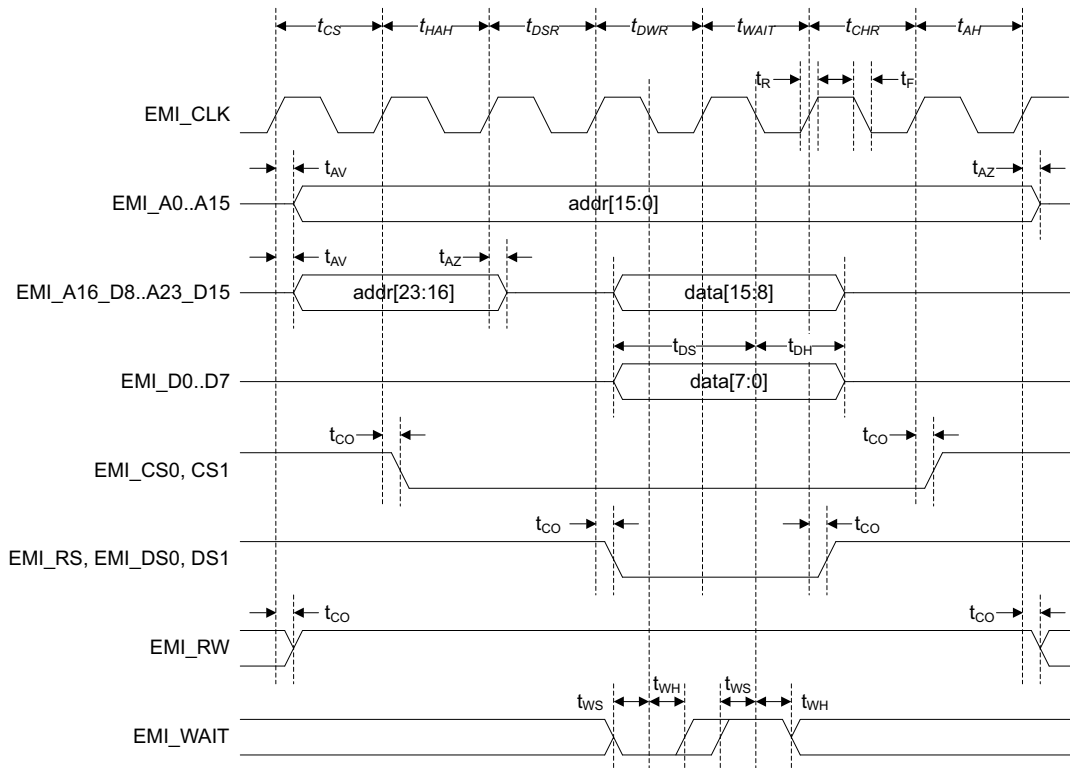 tCS tHAH tDSR tDWR tWAIT tCHR tAH
tR tF
EMI_CLK
tAV tAZ
EMI_A0..A15 addr[15:0]
tAV tAZ
EMI_A16_D8..A23_D15 addr[23:16] data[15:8]
tDS tDH
EMI_D0..D7 data[7:0]
tCO tCO
EMI_CS0, CS1
tCO tCO
EMI_RS, EMI_DS0, DS1
tCO tCO
EMI_RW
tWS tWH tWS tWH
EMI_WAIT